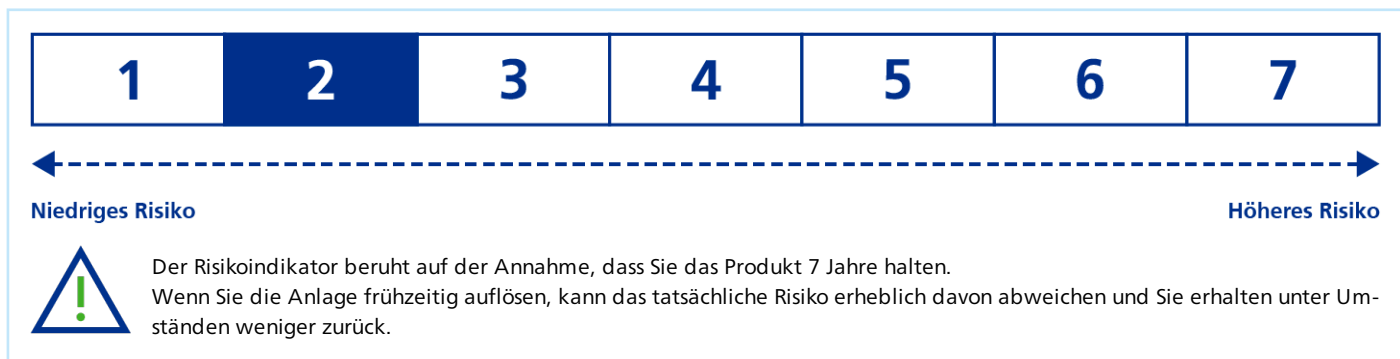 1 2 3 4 5 6 7
Niedriges Risiko Höheres Risiko
Der Risikoindikator beruht auf der Annahme, dass Sie das Produkt 7 Jahre halten.
Wenn Sie die Anlage frühzeitig auflösen, kann das tatsächliche Risiko erheblich davon abweichen und Sie erhalten unter Um-
ständen weniger zurück.